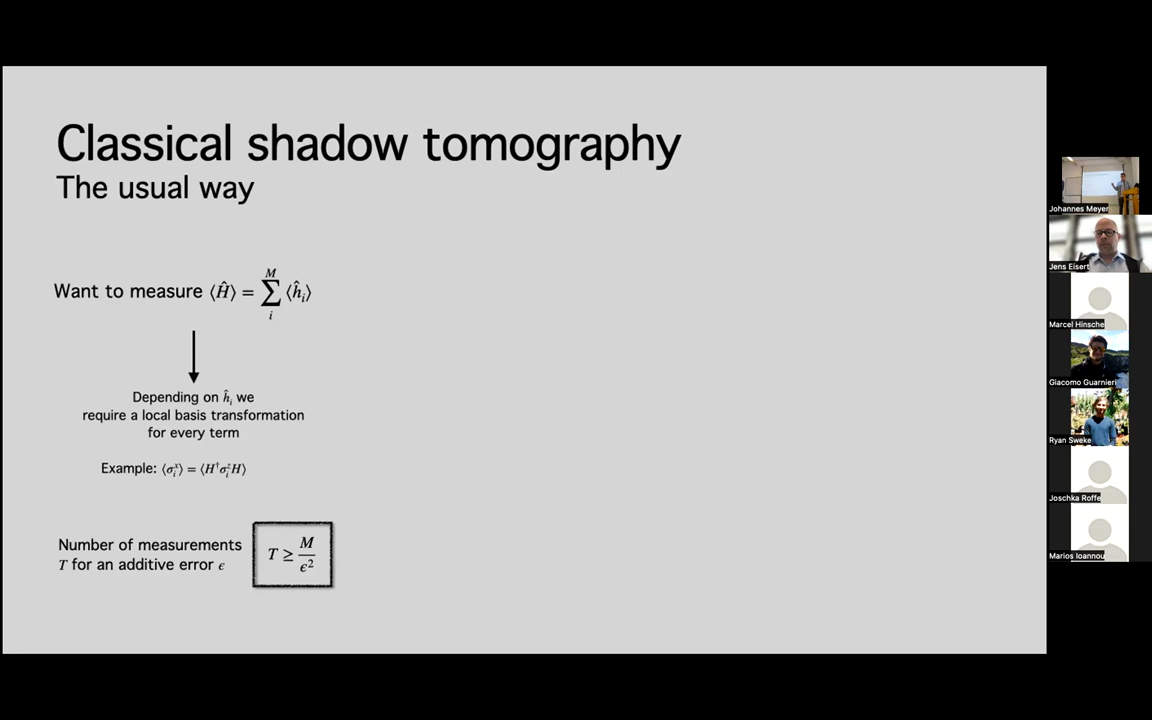 Classical shadow tomography
The usual way
Want to measure ⟨Ĥ⟩ = ∑_i^M ⟨ĥ_i⟩
Depending on ĥ_i we
require a local basis transformation
for every term
Example: ⟨σ_i^x⟩ = ⟨H†σ_i^z H⟩
Number of measurements
T for an additive error ϵ
T ≥ M/ϵ²
Johannes Meyer
Jens Eisert
Marcel Hinsche
Giacomo Guarnieri
Ryan Sweke
Joschka Roffe
Marios Ioannou